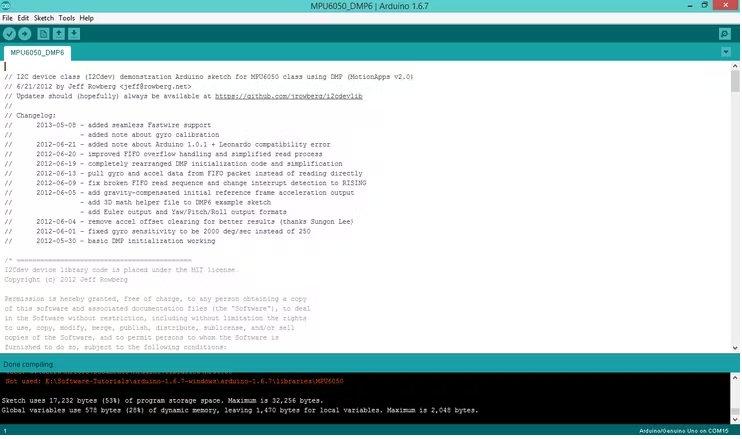 MPU6050_DMP6 | Arduino 1.6.7
File Edit Sketch Tools Help
MPU6050_DMP6
// I2C device class (I2Cdev) demonstration Arduino sketch for MPU6050 class using DMP (MotionApps v2.0)
// 6/21/2012 by Jeff Rowberg <jeff@rowberg.net>
// Updates should (hopefully) always be available at https://github.com/jrowberg/i2cdevlib
//
// Changelog:
// 2013-05-08 - added seamless Fastwire support
// - added note about gyro calibration
// 2012-06-21 - added note about Arduino 1.0.1 + Leonardo compatibility error
// 2012-06-20 - improved FIFO overflow handling and simplified read process
// 2012-06-19 - completely rearranged DMP initialization code and simplification
// 2012-06-13 - pull gyro and accel data from FIFO packet instead of reading directly
// 2012-06-09 - fix broken FIFO read sequence and change interrupt detection to RISING
// 2012-06-05 - add gravity-compensated initial reference frame acceleration output
// - add 3D math helper file to DMP6 example sketch
// - add Euler output and Yaw/Pitch/Roll output formats
// 2012-06-04 - remove accel offset clearing for better results (thanks Sungon Lee)
// 2012-06-01 - fixed gyro sensitivity to be 2000 deg/sec instead of 250
// 2012-05-30 - basic DMP initialization working
/* ============================================
I2Cdev device library code is placed under the MIT license
Copyright (c) 2012 Jeff Rowberg
Permission is hereby granted, free of charge, to any person obtaining a copy
of this software and associated documentation files (the "Software"), to deal
in the Software without restriction, including without limitation the rights
to use, copy, modify, merge, publish, distribute, sublicense, and/or sell
copies of the Software, and to permit persons to whom the Software is
furnished to do so, subject to the following conditions:
Done compiling
Not used: E:\Software-Tutorials\arduino-1.6.7-windows\arduino-1.6.7\libraries\MPU6050
Sketch uses 17,232 bytes (53%) of program storage space. Maximum is 32,256 bytes.
Global variables use 578 bytes (28%) of dynamic memory, leaving 1,470 bytes for local variables. Maximum is 2,048 bytes.
1 Arduino/Genuino Uno on COM16